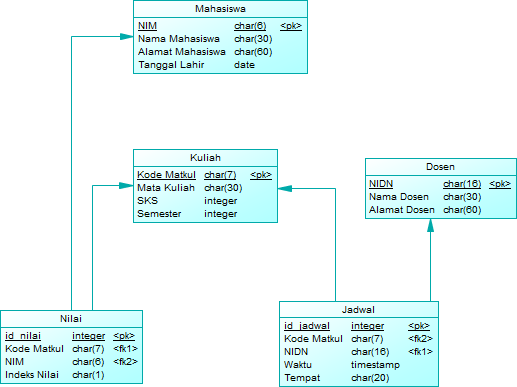 Mahasiswa
NIM char(6) <pk>
Nama Mahasiswa char(30)
Alamat Mahasiswa char(60)
Tanggal Lahir date
Kuliah
Kode Matkul char(7) <pk>
Mata Kuliah char(30)
SKS integer
Semester integer
Dosen
NIDN char(16) <pk>
Nama Dosen char(30)
Alamat Dosen char(60)
Nilai
id_nilai integer <pk>
Kode Matkul char(7) <fk1>
NIM char(6) <fk2>
Indeks Nilai char(1)
Jadwal
id_jadwal integer <pk>
Kode Matkul char(7) <fk2>
NIDN char(16) <fk1>
Waktu timestamp
Tempat char(20)